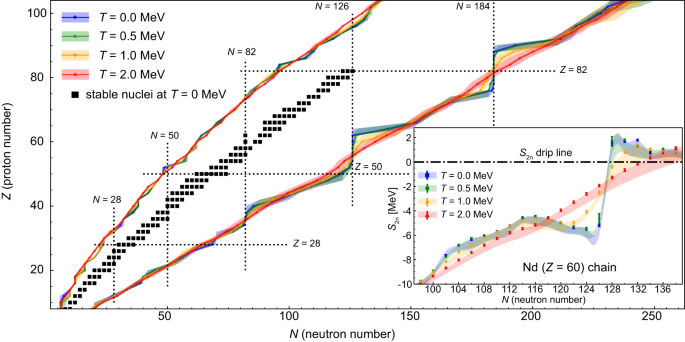 N = 126
N = 184
T = 0.0 MeV
T = 0.5 MeV
T = 1.0 MeV
T = 2.0 MeV
stable nuclei at T = 0 MeV
N = 82
Z = 82
N = 50
N = 28
Z = 50
Z = 28
100
80
60
40
20
Z (proton number)
50
100
150
200
250
N (neutron number)
S2n drip line
T = 0.0 MeV
T = 0.5 MeV
T = 1.0 MeV
T = 2.0 MeV
Nd (Z = 60) chain
2
0
−2
−4
−6
−8
−10
S2n [MeV]
100 104 108 112 116 120 124 128 132 136
N (neutron number)